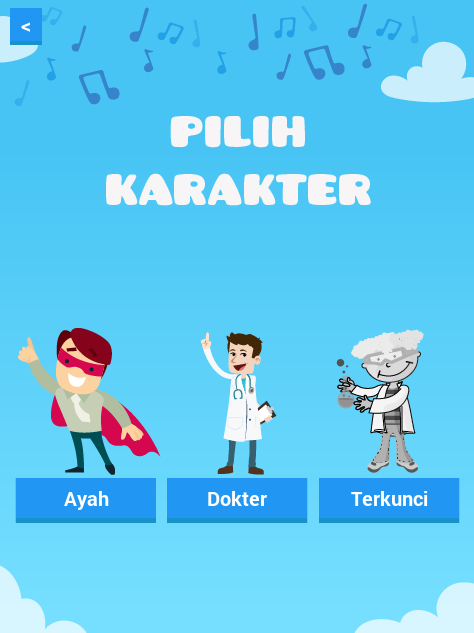 <
PILIH
KARAKTER
Ayah
Dokter
Terkunci